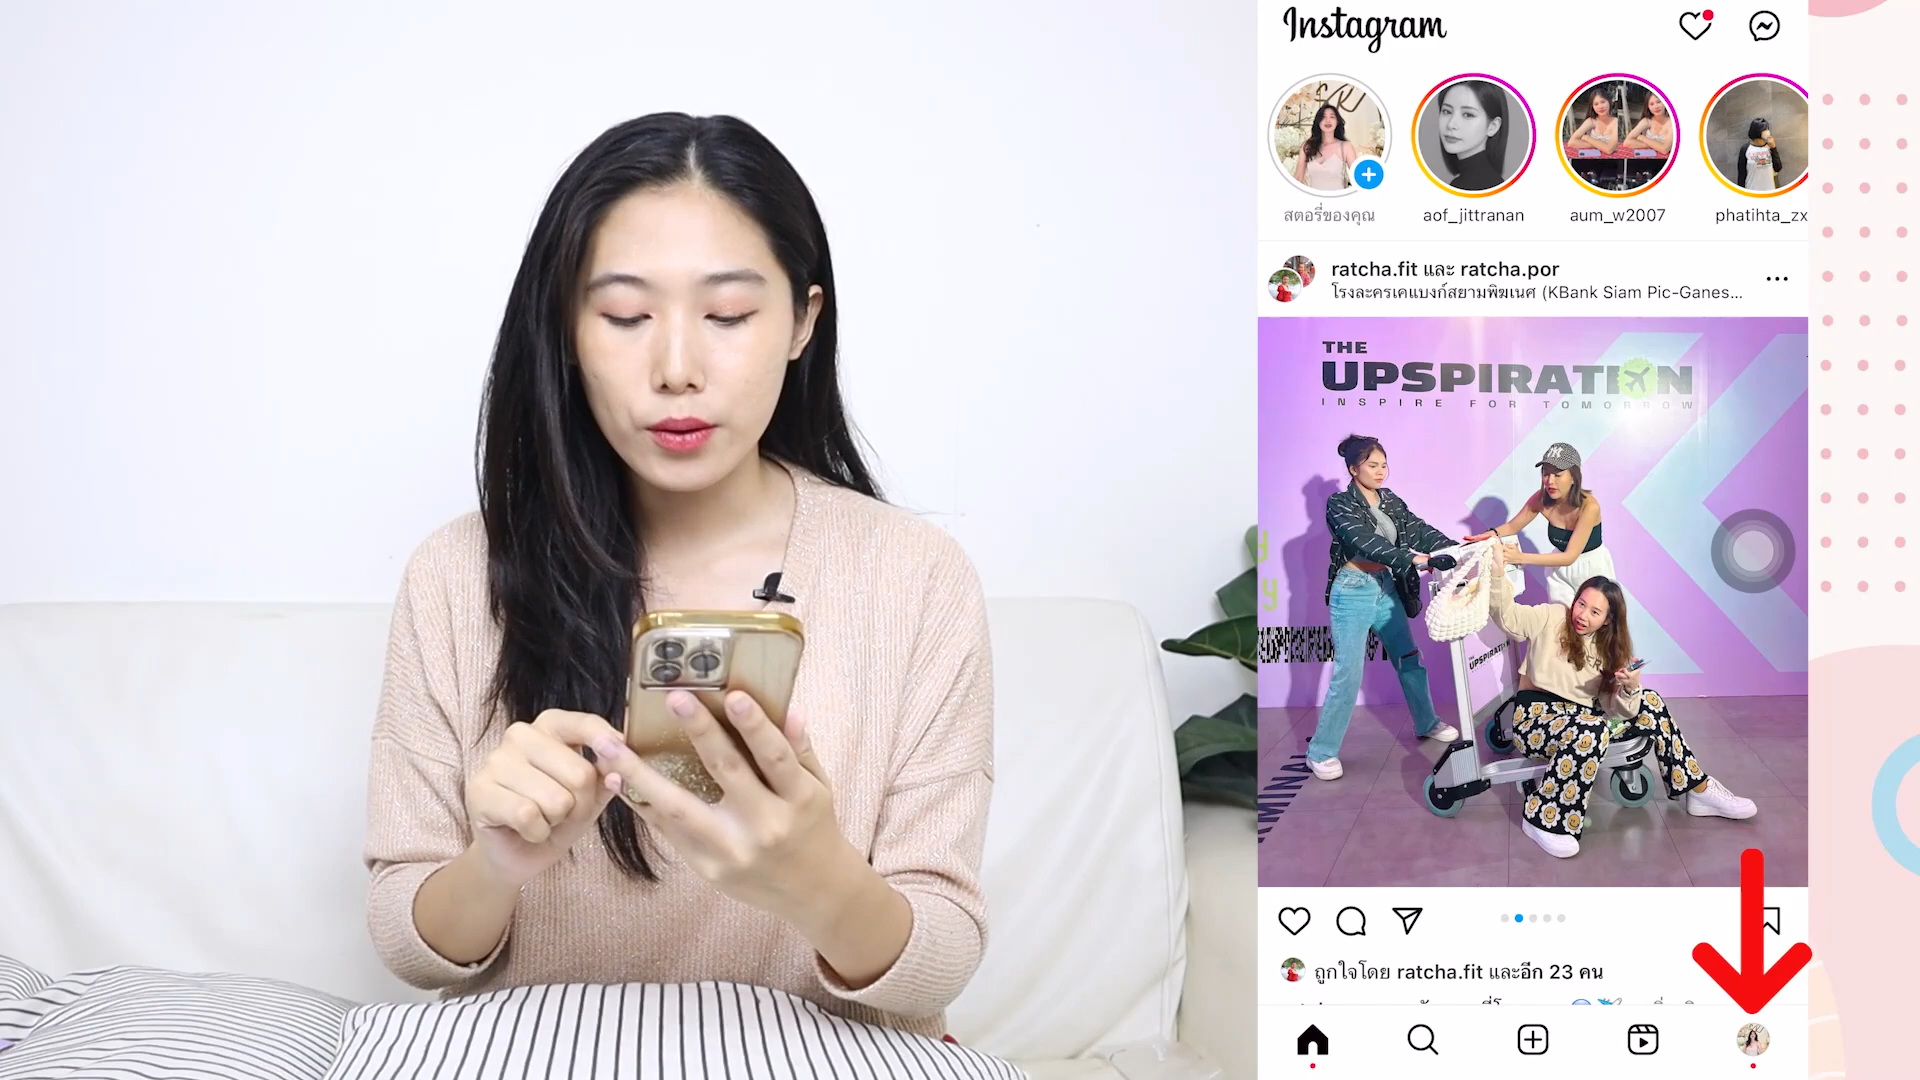 Instagram
สตอรี่ของคุณ
aof_jittranan
aum_w2007
phatihta_zx
ratcha.fit และ ratcha.por
โรงละครเคแบงก์สยามพิฆเนศ (KBank Siam Pic-Ganes...
THE
UPSPIRATION
INSPIRE FOR TOMORROW
THE
UPSPIRATION
ถูกใจโดย ratcha.fit และอีก 23 คน